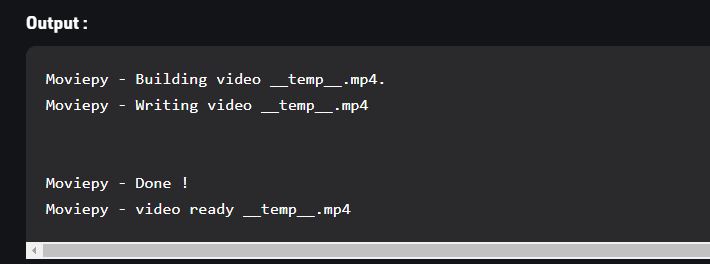 Output :
Moviepy - Building video __temp__.mp4.
Moviepy - Writing video __temp__.mp4
Moviepy - Done !
Moviepy - video ready __temp__.mp4